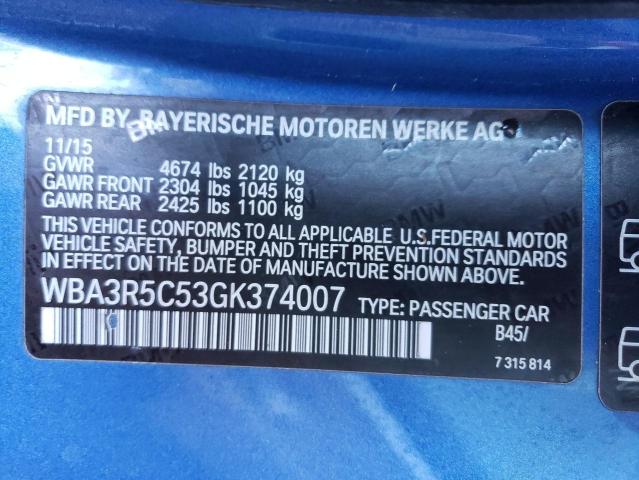 MFD BY BAYERISCHE MOTOREN WERKE AG
11/15
GVWR 4674 lbs 2120 kg
GAWR FRONT 2304 lbs 1045 kg
GAWR REAR 2425 lbs 1100 kg
THIS VEHICLE CONFORMS TO ALL APPLICABLE U.S.FEDERAL MOTOR
VEHICLE SAFETY, BUMPER AND THEFT PREVENTION STANDARDS
IN EFFECT ON THE DATE OF MANUFACTURE SHOWN ABOVE.
WBA3R5C53GK374007 TYPE: PASSENGER CAR
B45/
7 315 814